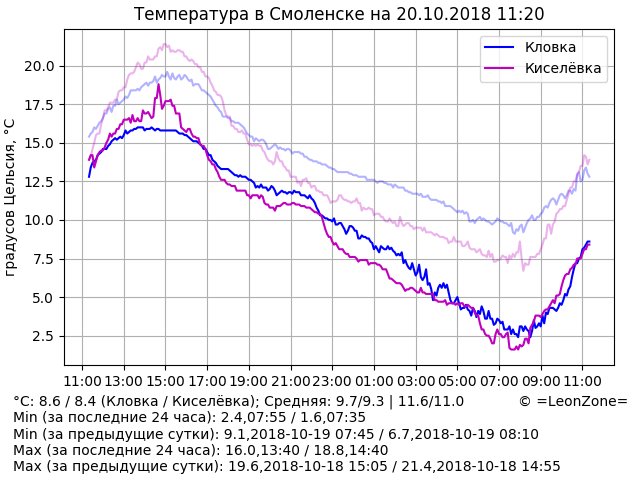 Температура в Смоленске на 20.10.2018 11:20
Кловка
Киселёвка
градусов Цельсия, °C
20.0
17.5
15.0
12.5
10.0
7.5
5.0
2.5
11:00 13:00 15:00 17:00 19:00 21:00 23:00 01:00 03:00 05:00 07:00 09:00 11:00
°C: 8.6 / 8.4 (Кловка / Киселёвка); Средняя: 9.7/9.3 | 11.6/11.0 © =LeonZone=
Min (за последние 24 часа): 2.4,07:55 / 1.6,07:35
Min (за предыдущие сутки): 9.1,2018-10-19 07:45 / 6.7,2018-10-19 08:10
Max (за последние 24 часа): 16.0,13:40 / 18.8,14:40
Max (за предыдущие сутки): 19.6,2018-10-18 15:05 / 21.4,2018-10-18 14:55